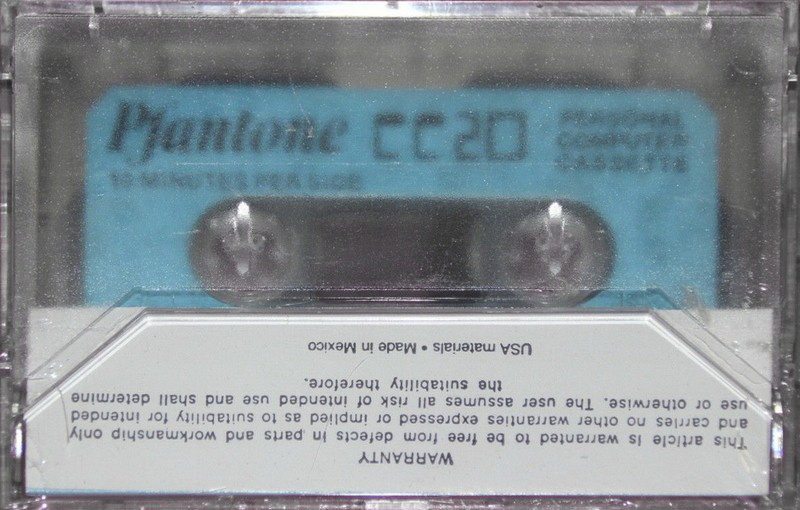 Pfantone CC20 PERSONAL
COMPUTER
CASSETTE
10 MINUTES PER SIDE
WARRANTY
This article is warranted to be free from defects in parts and workmanship only
and carries no other warranties expressed or implied as to suitability for intended
use or otherwise. The user assumes all risk of intended use and shall determine
the suitability therefore.
USA materials • Made in Mexico